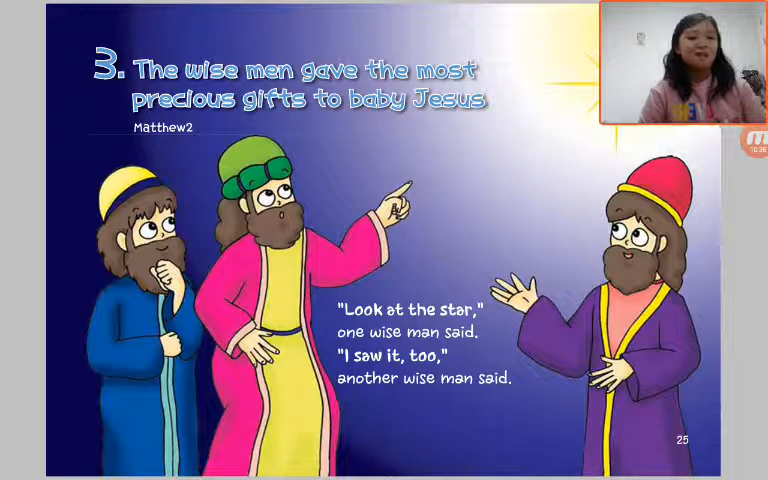 3. The wise men gave the most
precious gifts to baby Jesus
Matthew2
"Look at the star,"
one wise man said.
"I saw it, too,"
another wise man said.
25